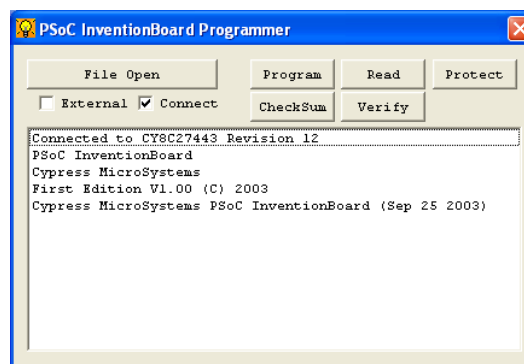 PSoC InventionBoard Programmer
File Open Program Read Protect
External Connect CheckSum Verify
Connected to CY8C27443 Revision 12
PSoC InventionBoard
Cypress MicroSystems
First Edition V1.00 (C) 2003
Cypress MicroSystems PSoC InventionBoard (Sep 25 2003)